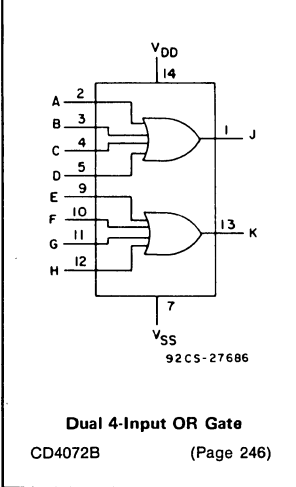 VDD
14
A 2
B 3
C 4
D 5
1 J
E 9
F 10
G 11
H 12
13 K
7
VSS
92CS-27686
Dual 4-Input OR Gate
CD4072B (Page 246)